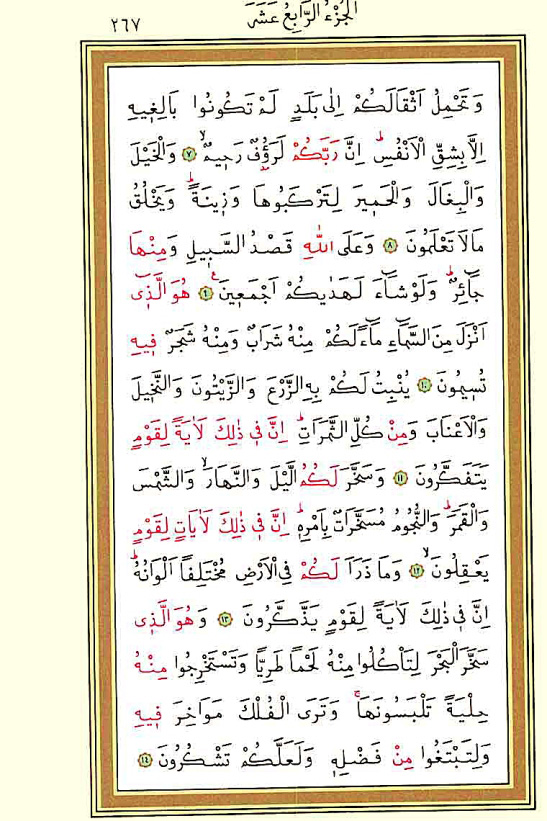 الجزء الرابع عشر
٢٦٧
وَتَحْمِلُ اَثْقَالَكُمْ اِلٰى بَلَدٍ لَمْ تَكُونُوا بَالِغ۪يهِ
اِلَّا بِشِقِّ الْاَنْفُسِۜ اِنَّ رَبَّكُمْ لَرَؤُ۫فٌ رَح۪يمٌۙ ﴿٧﴾ وَالْخَيْلَ
وَالْبِغَالَ وَالْحَم۪يرَ لِتَرْكَبُوهَا وَز۪ينَةًۜ وَيَخْلُقُ
مَا لَا تَعْلَمُونَ ﴿٨﴾ وَعَلَى اللّٰهِ قَصْدُ السَّب۪يلِ وَمِنْهَا
جَٓائِرٌۜ وَلَوْ شَٓاءَ لَهَدٰيكُمْ اَجْمَع۪ينَ۟ ﴿٩﴾ هُوَ الَّذ۪ٓي
اَنْزَلَ مِنَ السَّمَٓاءِ مَٓاءً لَكُمْ مِنْهُ شَرَابٌ وَمِنْهُ شَجَرٌ ف۪يهِ
تُس۪يمُونَ ﴿١٠﴾ يُنْبِتُ لَكُمْ بِهِ الزَّرْعَ وَالزَّيْتُونَ وَالنَّخ۪يلَ
وَالْاَعْنَابَ وَمِنْ كُلِّ الثَّمَرَاتِۜ اِنَّ ف۪ي ذٰلِكَ لَاٰيَةً لِقَوْمٍ
يَتَفَكَّرُونَ ﴿١١﴾ وَسَخَّرَ لَكُمُ الَّيْلَ وَالنَّهَارَۙ وَالشَّمْسَ
وَالْقَمَرَۜ وَالنُّجُومُ مُسَخَّرَاتٌ بِاَمْرِه۪ۜ اِنَّ ف۪ي ذٰلِكَ لَاٰيَاتٍ لِقَوْمٍ
يَعْقِلُونَۙ ﴿١٢﴾ وَمَا ذَرَاَ لَكُمْ فِي الْاَرْضِ مُخْتَلِفاً اَلْوَانُهُۜ
اِنَّ ف۪ي ذٰلِكَ لَاٰيَةً لِقَوْمٍ يَذَّكَّرُونَ ﴿١٣﴾ وَهُوَ الَّذ۪ي
سَخَّرَ الْبَحْرَ لِتَأْكُلُوا مِنْهُ لَحْماً طَرِياًّ وَتَسْتَخْرِجُوا مِنْهُ
حِلْيَةً تَلْبَسُونَهَاۚ وَتَرَى الْفُلْكَ مَوَاخِرَ ف۪يهِ
وَلِتَبْتَغُوا مِنْ فَضْلِه۪ وَلَعَلَّكُمْ تَشْكُرُونَ ﴿١٤﴾